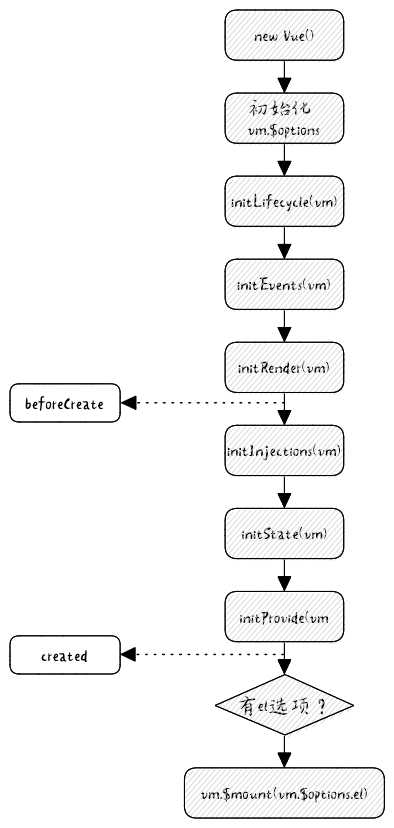 new Vue()
初始化
vm.$options
initLifecycle(vm)
initEvents(vm)
initRender(vm)
beforeCreate
initInjections(vm)
initState(vm)
initProvide(vm
created
有el选项？
vm.$mount(vm.$options.el)